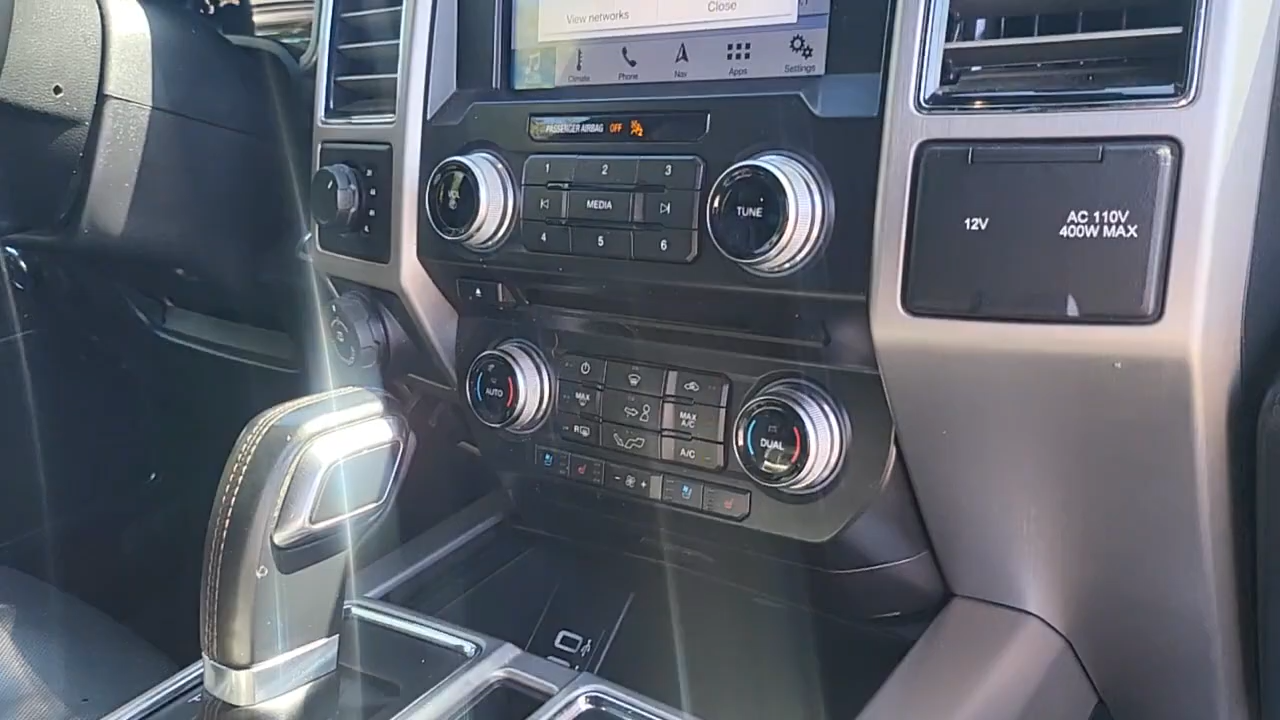 View networks
Close
Climate
Phone
Nav
Apps
Settings
PASSENGER AIRBAG OFF
VOL
1 2 3
MEDIA
4 5 6
TUNE
12V
AC 110V
400W MAX
AUTO
MAX
R
MAX
A/C
A/C
DUAL